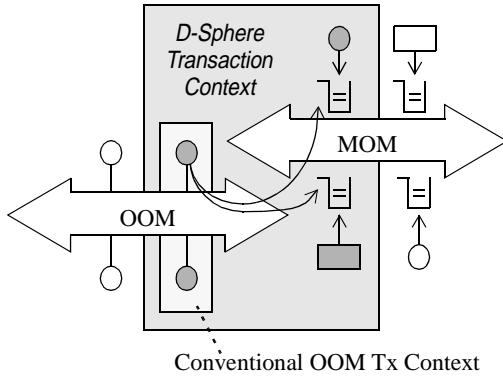 D-Sphere
Transaction
Context
MOM
OOM
Conventional OOM Tx Context